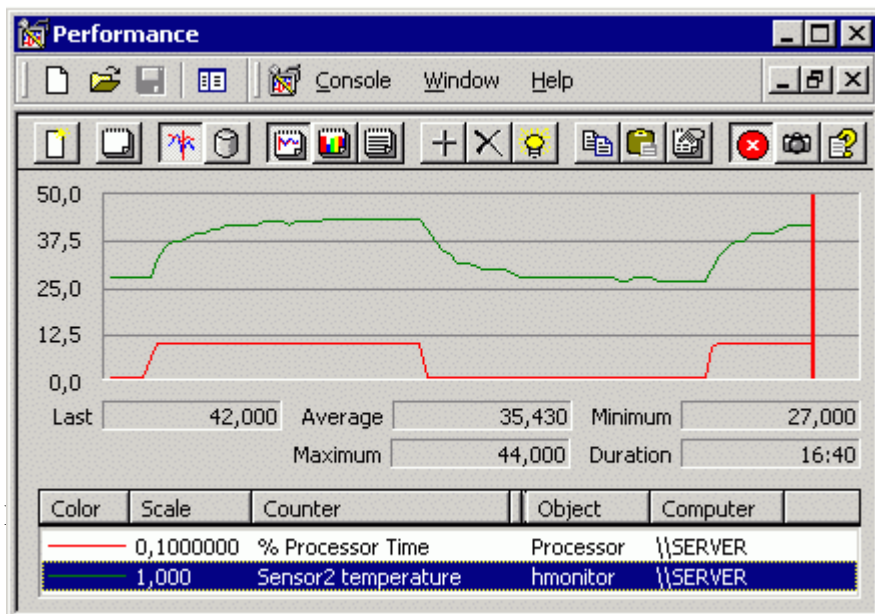 Performance
Console Window Help
50,0
37,5
25,0
12,5
0,0
Last 42,000 Average 35,430 Minimum 27,000
Maximum 44,000 Duration 16:40
Color Scale Counter Object Computer
0,1000000 % Processor Time Processor \\SERVER
1,000 Sensor2 temperature hmonitor \\SERVER